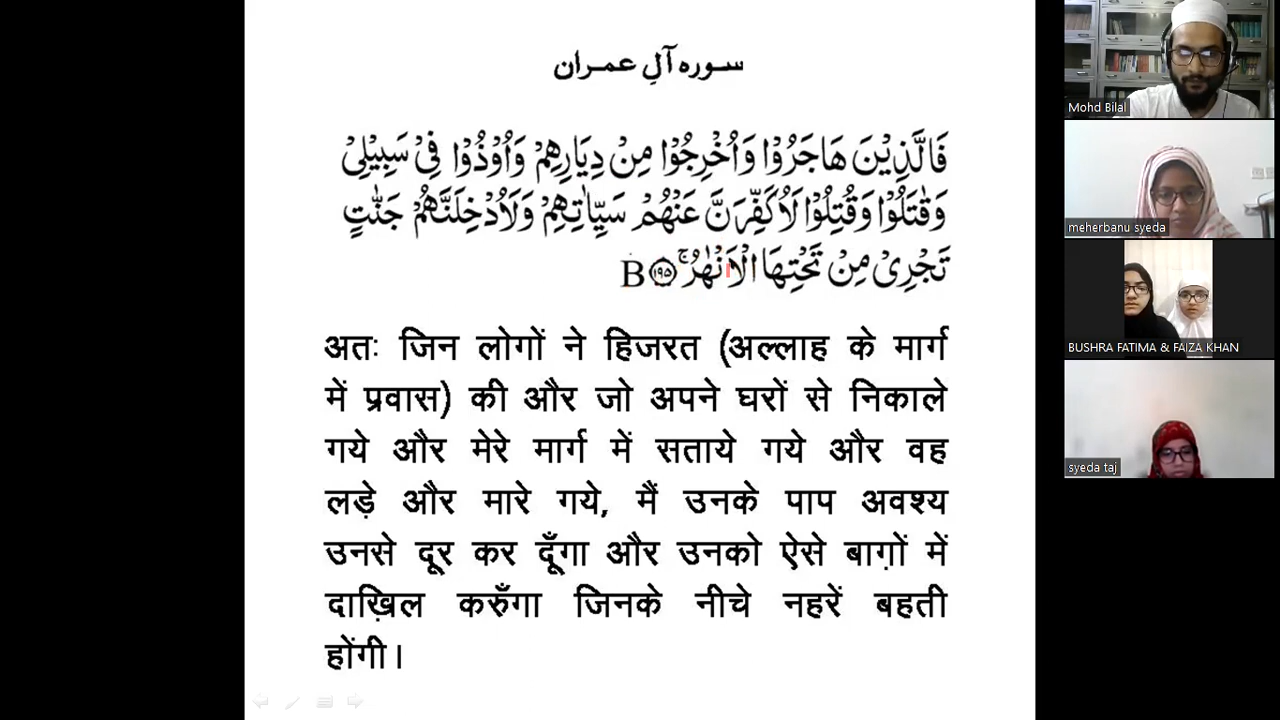 سورہ آلِ عمران
فَالَّذِيْنَ هَاجَرُوْا وَاُخْرِجُوْا مِنْ دِيَارِهِمْ وَاُوْذُوْا فِيْ سَبِيْلِيْ
وَقٰتَلُوْا وَقُتِلُوْا لَاُكَفِّرَنَّ عَنْهُمْ سَيِّاٰتِهِمْ وَلَاُدْخِلَنَّهُمْ جَنّٰتٍ
تَجْرِيْ مِنْ تَحْتِهَا الْاَنْهٰرُ ۚ ﴿١٩٥﴾ B
अतः जिन लोगों ने हिजरत (अल्लाह के मार्ग
में प्रवास) की और जो अपने घरों से निकाले
गये और मेरे मार्ग में सताये गये और वह
लड़े और मारे गये, मैं उनके पाप अवश्य
उनसे दूर कर दूँगा और उनको ऐसे बाग़ों में
दाख़िल करुँगा जिनके नीचे नहरें बहती
होंगी।
Mohd Bilal
meherbanu syeda
BUSHRA FATIMA & FAIZA KHAN
syeda taj